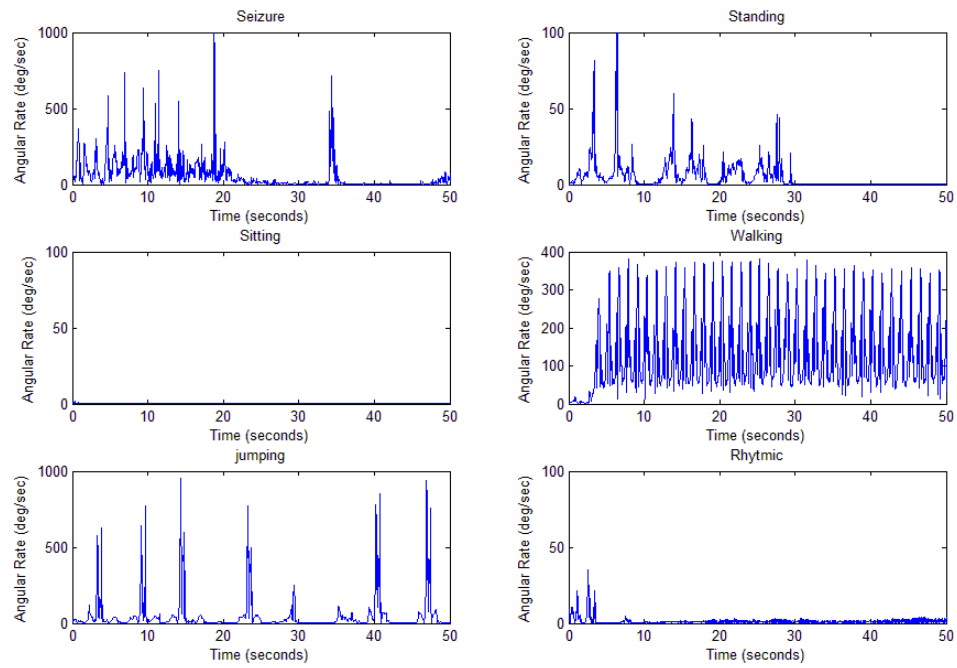 Seizure
1000
500
0
Angular Rate (deg/sec)
0 10 20 30 40 50
Time (seconds)
Standing
100
50
0
Angular Rate (deg/sec)
0 10 20 30 40 50
Time (seconds)
Sitting
100
50
0
Angular Rate (deg/sec)
0 10 20 30 40 50
Time (seconds)
Walking
400
300
200
100
0
Angular Rate (deg/sec)
0 10 20 30 40 50
Time (seconds)
jumping
1000
500
0
Angular Rate (deg/sec)
0 10 20 30 40 50
Time (seconds)
Rhytmic
100
50
0
Angular Rate (deg/sec)
0 10 20 30 40 50
Time (seconds)